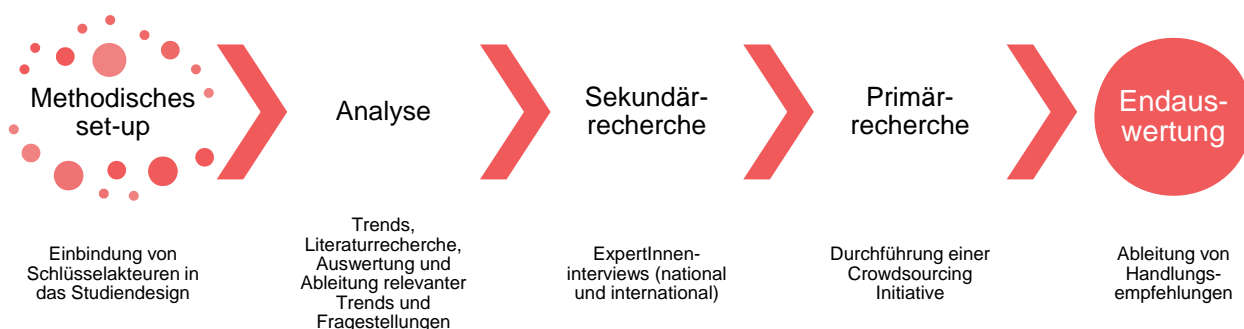 Methodisches
set-up
Analyse
Sekundär-
recherche
Primär-
recherche
Endaus-
wertung
Einbindung von
Schlüsselakteuren in
das Studiendesign
Trends,
Literaturrecherche,
Auswertung und
Ableitung relevanter
Trends und
Fragestellungen
ExpertInnen-
interviews (national
und international)
Durchführung einer
Crowdsourcing
Initiative
Ableitung von
Handlungs-
empfehlungen